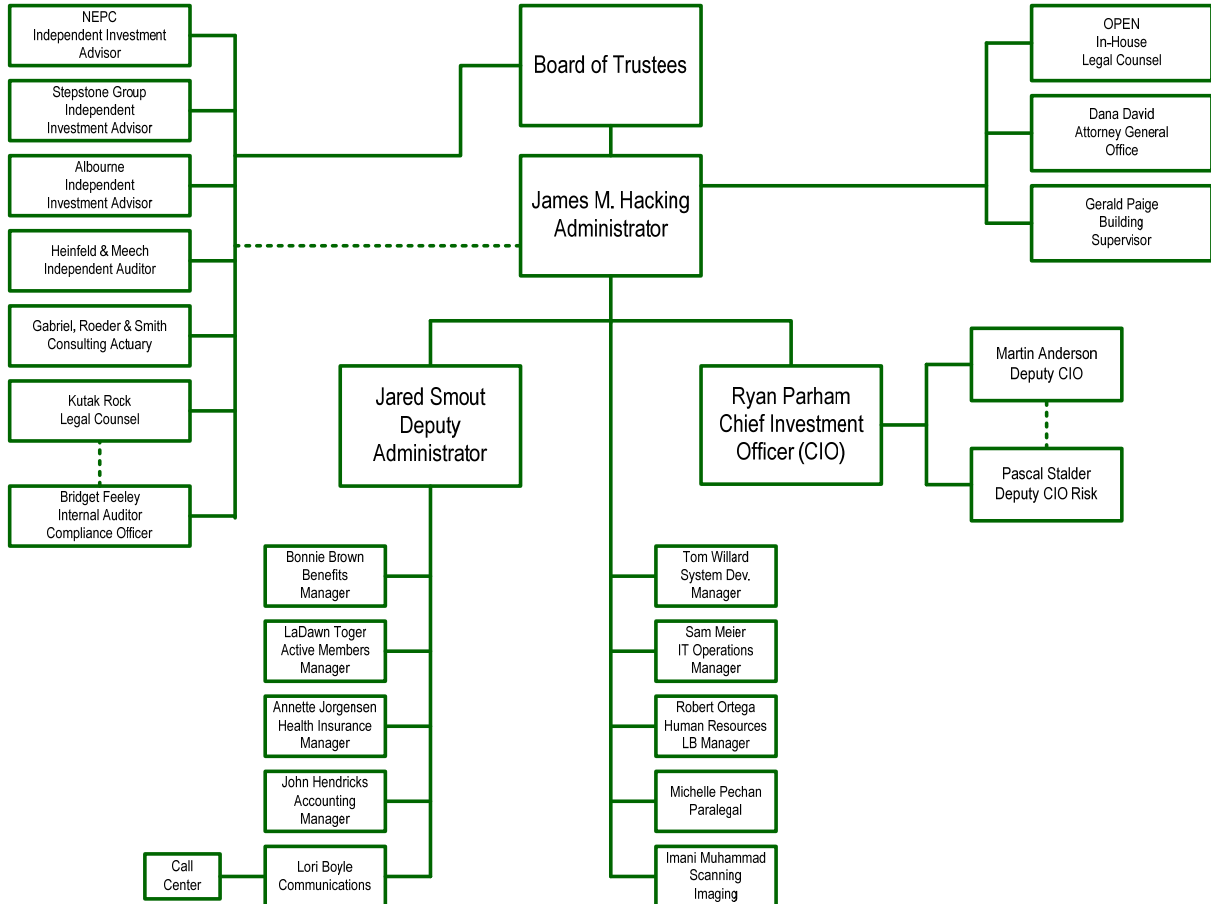 NEPC
Independent Investment
Advisor
Stepstone Group
Independent
Investment Advisor
Albourne
Independent
Investment Advisor
Heinfeld & Meech
Independent Auditor
Gabriel, Roeder & Smith
Consulting Actuary
Kutak Rock
Legal Counsel
Bridget Feeley
Internal Auditor
Compliance Officer
Board of Trustees
James M. Hacking
Administrator
OPEN
In-House
Legal Counsel
Dana David
Attorney General
Office
Gerald Paige
Building
Supervisor
Jared Smout
Deputy
Administrator
Ryan Parham
Chief Investment
Officer (CIO)
Martin Anderson
Deputy CIO
Pascal Stalder
Deputy CIO Risk
Bonnie Brown
Benefits
Manager
LaDawn Toger
Active Members
Manager
Annette Jorgensen
Health Insurance
Manager
John Hendricks
Accounting
Manager
Lori Boyle
Communications
Call
Center
Tom Willard
System Dev.
Manager
Sam Meier
IT Operations
Manager
Robert Ortega
Human Resources
LB Manager
Michelle Pechan
Paralegal
Imani Muhammad
Scanning
Imaging